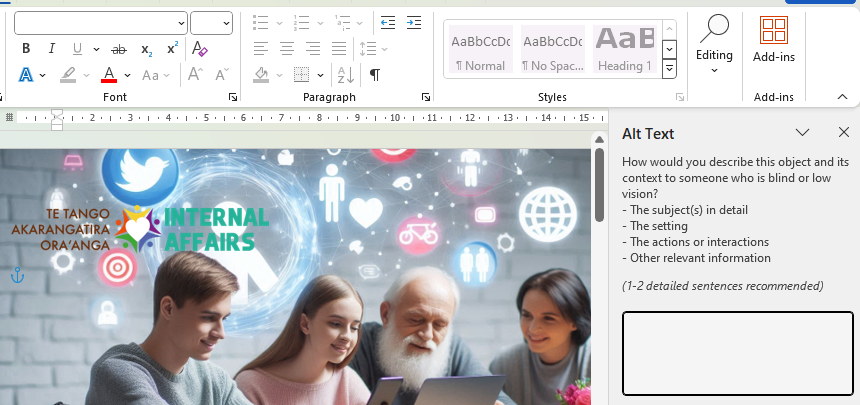 B I U ab x₂ x² A
A A Aa A A
Font
Paragraph
AaBbCcDc AaBbCcDc AaB
¶ Normal ¶ No Spac... Heading 1
Styles
Editing
Add-ins
Add-ins
2 3 4 5 6 7 8 9 10 11 12 13 14 15
TE TANGO
AKARANGATIRA
ORA'ANGA
INTERNAL
AFFAIRS
Alt Text
How would you describe this object and its
context to someone who is blind or low
vision?
- The subject(s) in detail
- The setting
- The actions or interactions
- Other relevant information
(1-2 detailed sentences recommended)